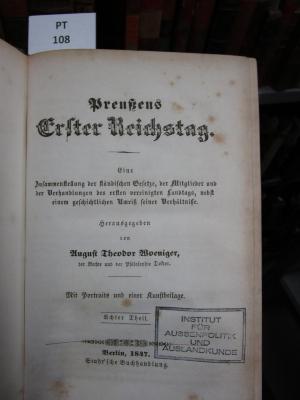 PT
108
Preußens
Erster Reichstag.
Eine
Zusammenstellung der ständischen Gesetze, der Mitglieder und
der Verhandlungen des ersten vereinigten Landtags, nebst
einem geschichtlichen Umriß seiner Verhältnisse.
Herausgegeben
von
August Theodor Woeniger,
der Rechte und der Philosophie Doktor.
Mit Portraits und einer Kunstbeilage.
Achter Theil.
Berlin, 1847.
Stuhr'sche Buchhandlung.
INSTITUT
FÜR
AUSSENPOLITIK
UND
AUSLANDKUNDE